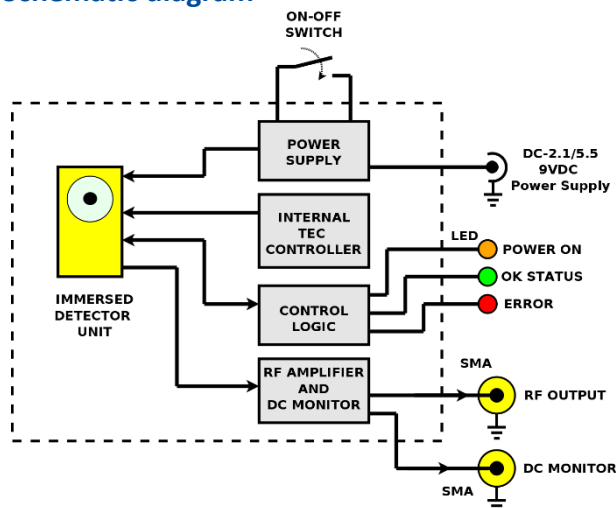 Schematic diagram
ON-OFF
SWITCH
POWER
SUPPLY
DC-2.1/5.5
9VDC
Power Supply
INTERNAL
TEC
CONTROLLER
LED
POWER ON
OK STATUS
ERROR
IMMERSED
DETECTOR
UNIT
CONTROL
LOGIC
RF AMPLIFIER
AND
DC MONITOR
SMA
RF OUTPUT
DC MONITOR
SMA